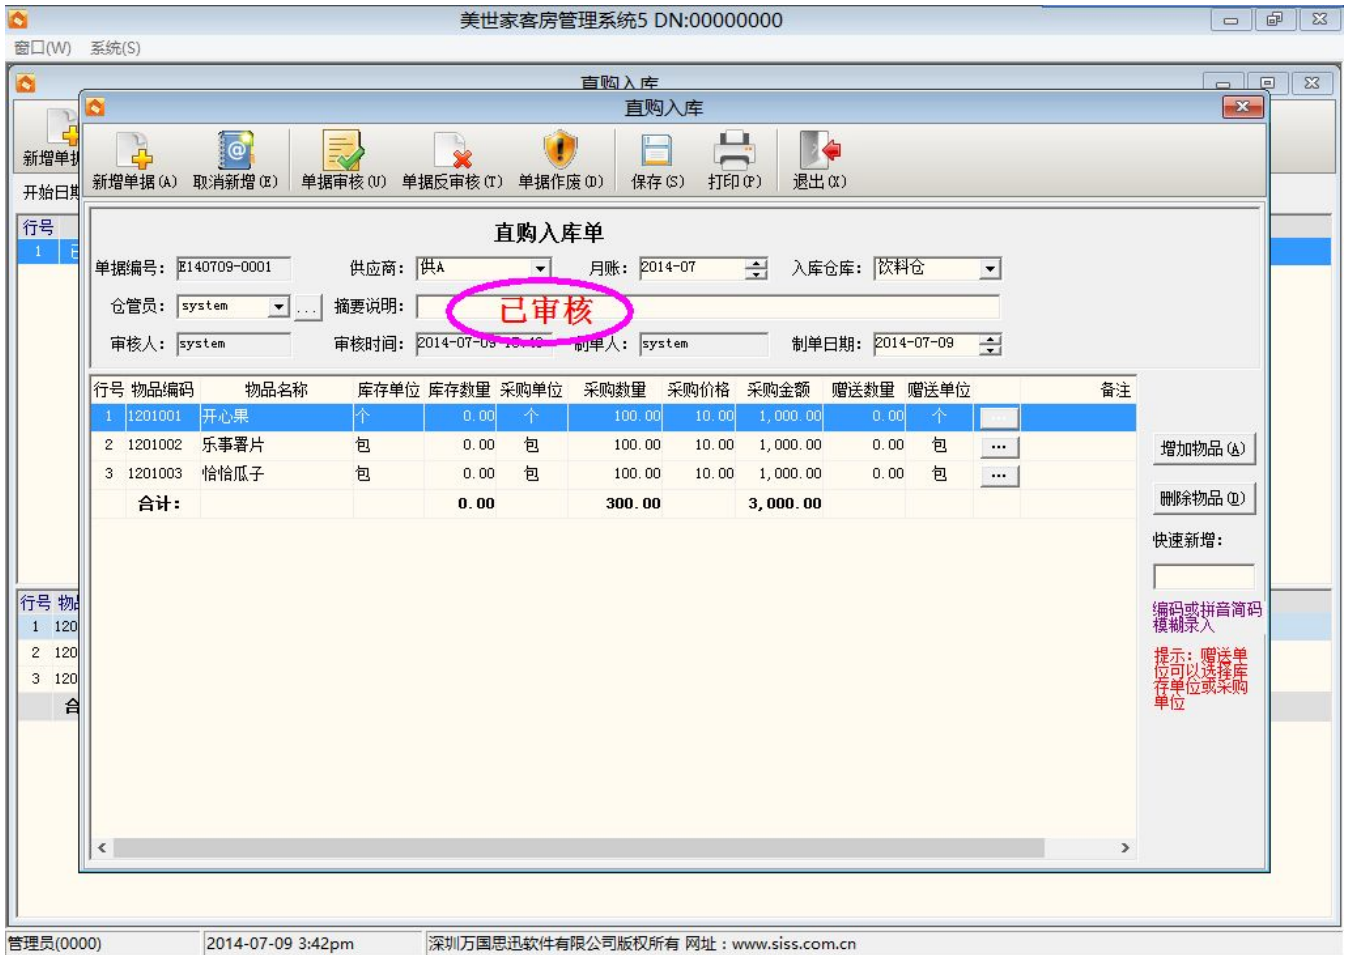 美世家客房管理系统5 DN:00000000
窗口(W) 系统(S)
直购入库
直购入库
新增单据(A) 取消新增(E) 单据审核(U) 单据反审核(T) 单据作废(D) 保存(S) 打印(P) 退出(X)
开始日期
直购入库单
单据编号: E140709-0001 供应商: 供A 月账: 2014-07 入库仓库: 饮料仓
仓管员: system ... 摘要说明:
已审核
审核人: system 审核时间: 2014-07-09 制单人: system 制单日期: 2014-07-09
行号 物品编码 物品名称 库存单位 库存数量 采购单位 采购数量 采购价格 采购金额 赠送数量 赠送单位 备注
1 1201001 开心果 个 0.00 个 100.00 10.00 1,000.00 0.00 个 ...
2 1201002 乐事署片 包 0.00 包 100.00 10.00 1,000.00 0.00 包 ...
3 1201003 恰恰瓜子 包 0.00 包 100.00 10.00 1,000.00 0.00 包 ...
合计: 0.00 300.00 3,000.00
增加物品(A)
删除物品(D)
快速新增:
编码或拼音简码
模糊录入
提示: 赠送单
位可以选择库
存单位或采购
单位
行号
1 已
行号 物
1 120
2 120
3 120
合
管理员(0000) 2014-07-09 3:42pm 深圳万国思迅软件有限公司版权所有 网址：www.siss.com.cn